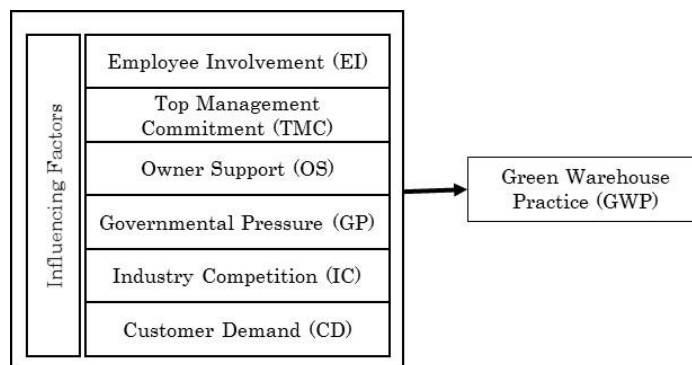 Influencing Factors
Employee Involvement (EI)
Top Management
Commitment (TMC)
Owner Support (OS)
Governmental Pressure (GP)
Industry Competition (IC)
Customer Demand (CD)
Green Warehouse
Practice (GWP)